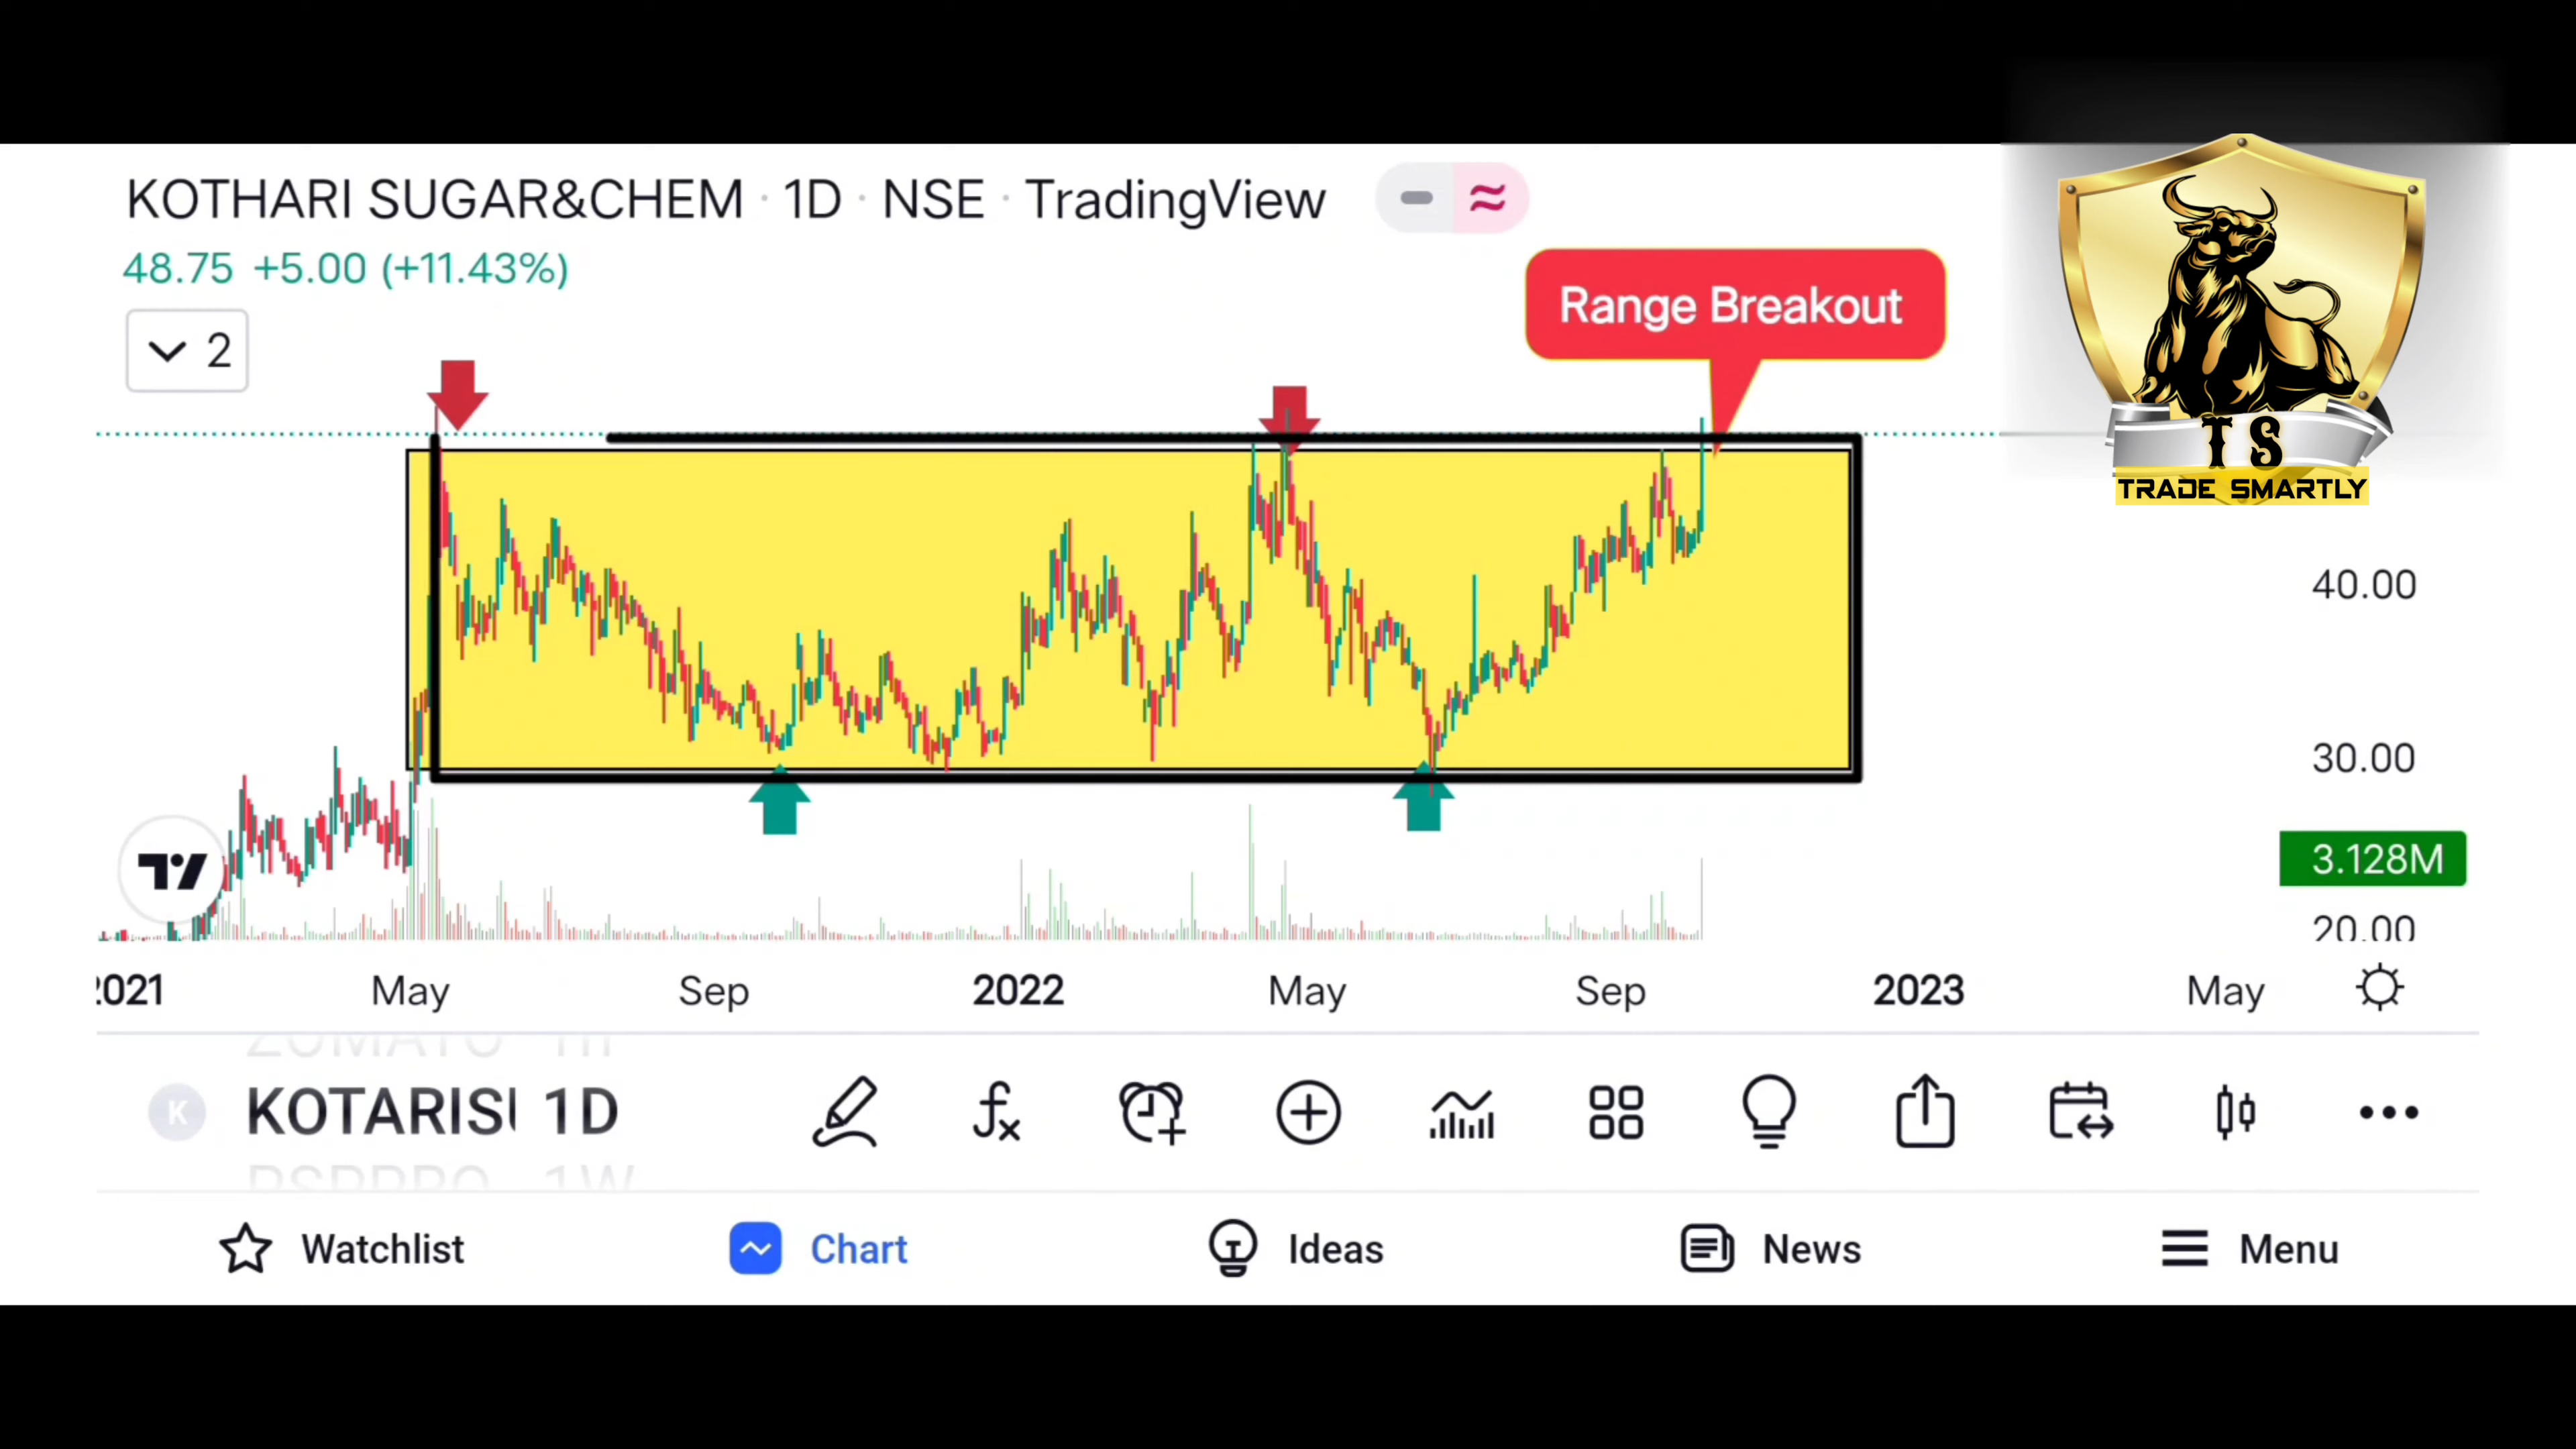 KOTHARI SUGAR&CHEM · 1D · NSE · TradingView
48.75 +5.00 (+11.43%)
2
Range Breakout
TS
TRADE SMARTLY
40.00
30.00
3.128M
20.00
2021 May Sep 2022 May Sep 2023 May
K KOTARISU 1D
Watchlist Chart Ideas News Menu